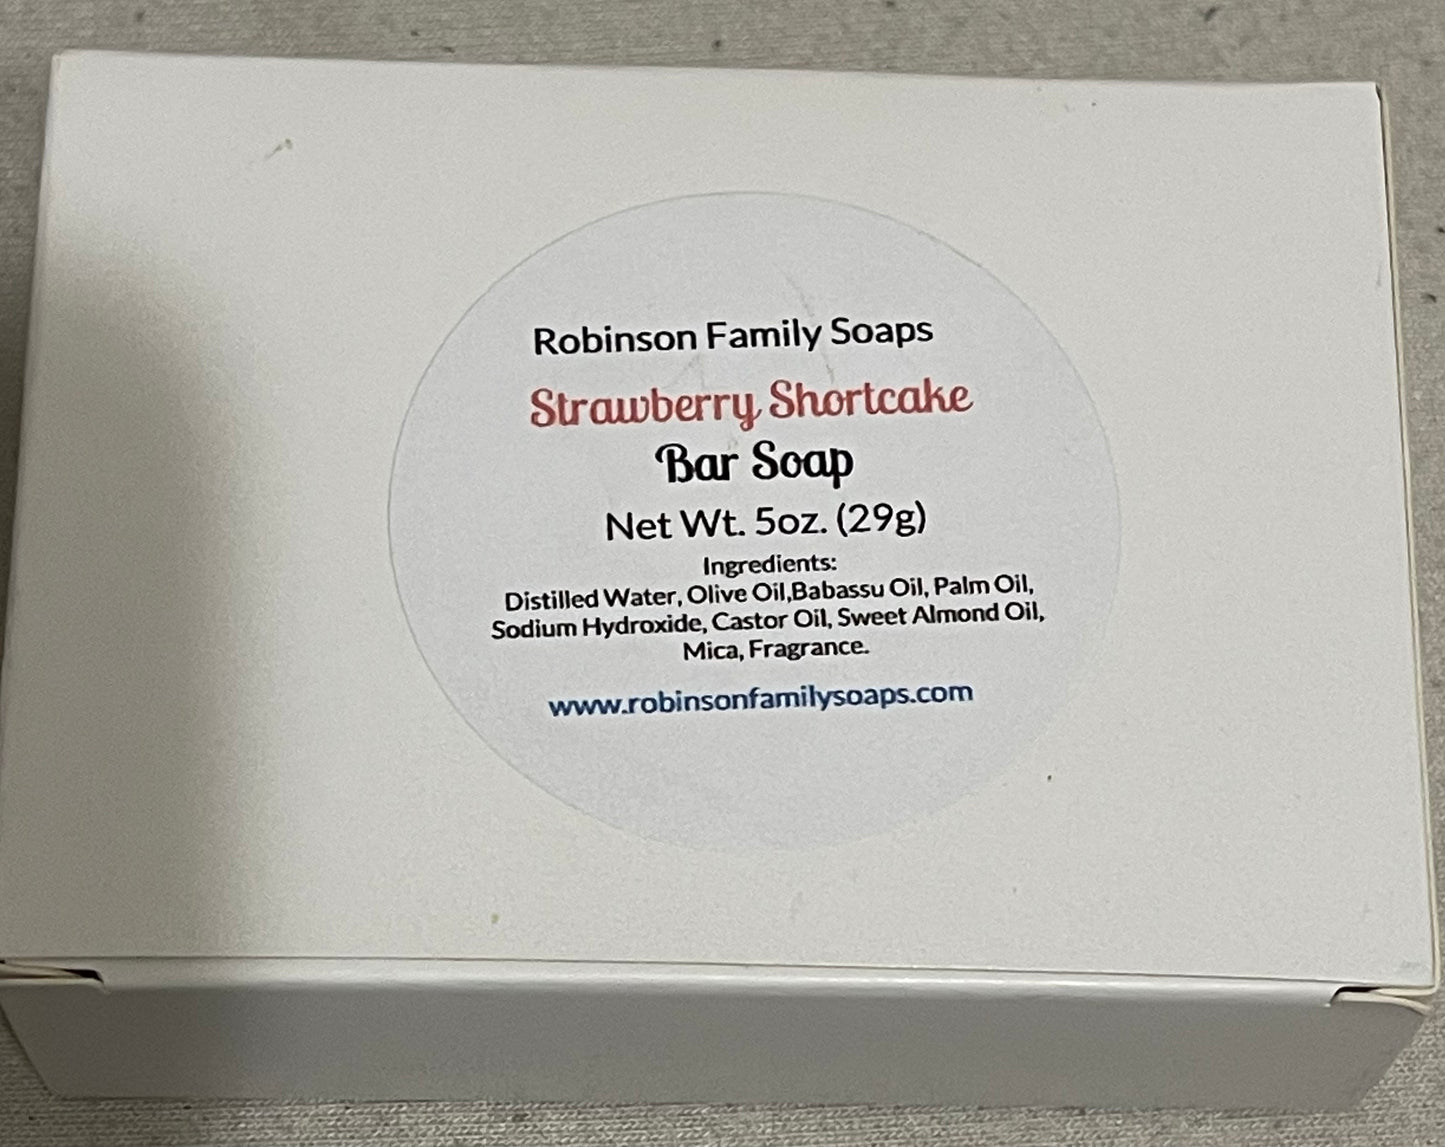 Robinson Family Soaps
Strawberry Shortcake
Bar Soap
Net Wt. 5oz. (29g)
Ingredients:
Distilled Water, Olive Oil,Babassu Oil, Palm Oil,
Sodium Hydroxide, Castor Oil, Sweet Almond Oil,
Mica, Fragrance.
www.robinsonfamilysoaps.com